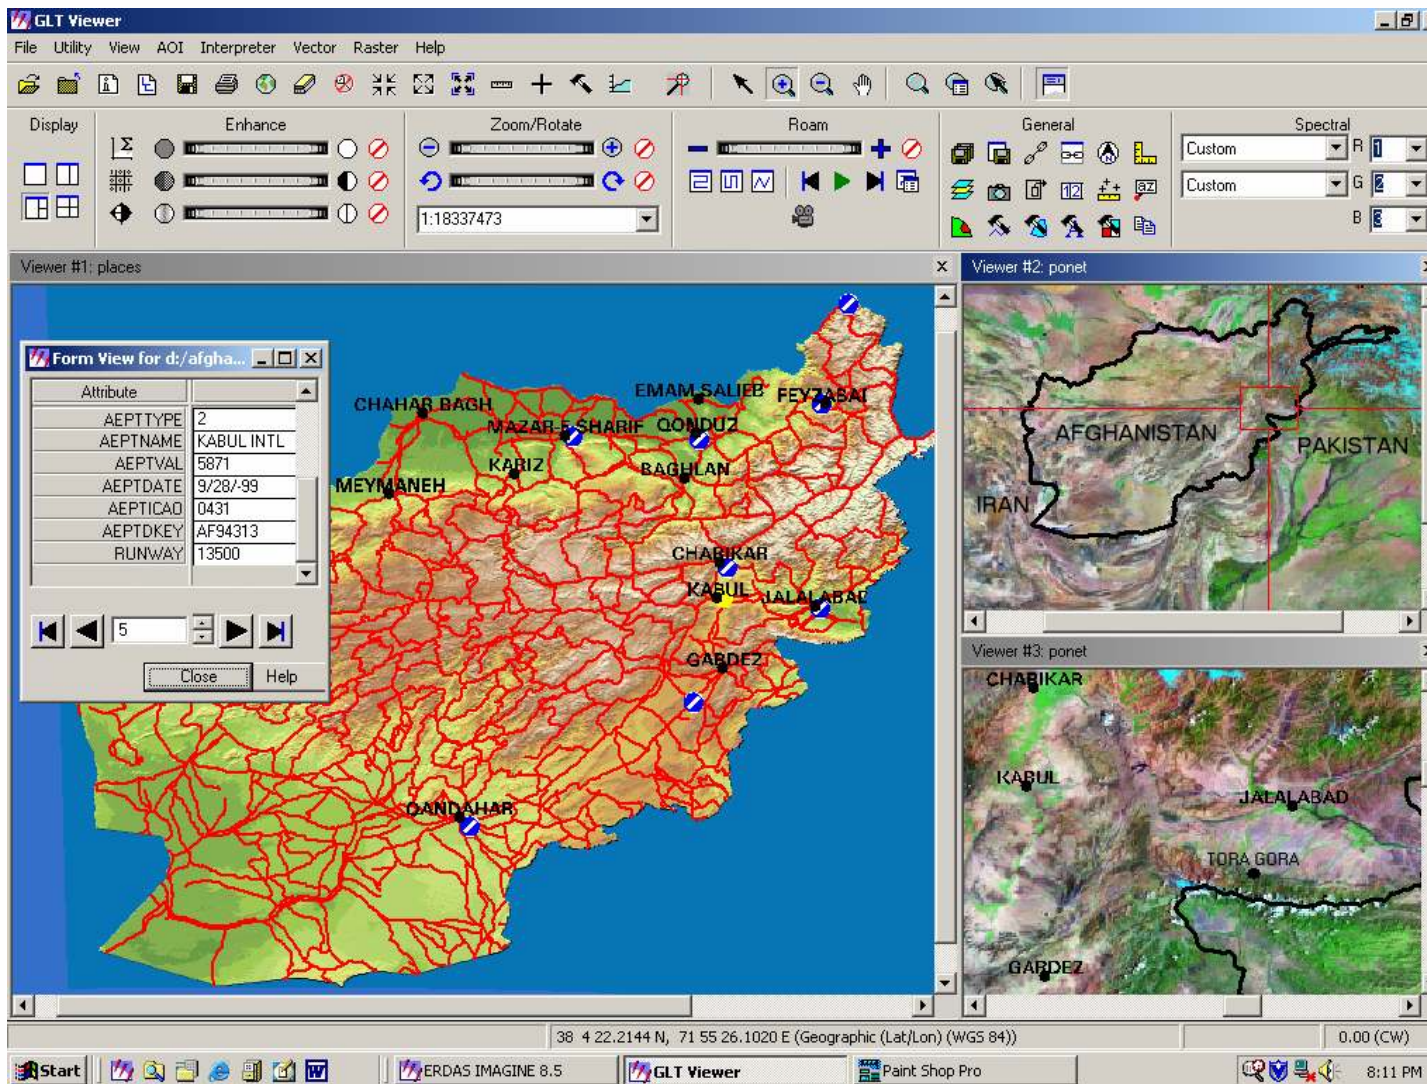 GLT Viewer
File Utility View AOI Interpreter Vector Raster Help
Display Enhance Zoom/Rotate Roam General Spectral
Custom R 1
Custom G 2
B 3
1:18337473
Viewer #1: places
Form View for d:/afgha...
Attribute
AEPTTYPE 2
AEPTNAME KABUL INTL
AEPTVAL 5871
AEPTDATE 9/28/-99
AEPTICAO 0431
AEPTDKEY AF94313
RUNWAY 13500
5
Close Help
EMAM SALIEB
FEYZABAD
CHAHAR BAGH
MAZAR-E SHARIF
QONDUZ
KARIZ
BAGHLAN
MEYMANEH
CHARIKAR
KABUL
JALALABAD
GARDEZ
QANDAHAR
Viewer #2: ponet
AFGHANISTAN
PAKISTAN
IRAN
Viewer #3: ponet
CHARIKAR
KABUL
JALALABAD
TORA GORA
GARDEZ
38 4 22.2144 N, 71 55 26.1020 E (Geographic (Lat/Lon) (WGS 84))
0.00 (CW)
Start
ERDAS IMAGINE 8.5
GLT Viewer
Paint Shop Pro
8:11 PM